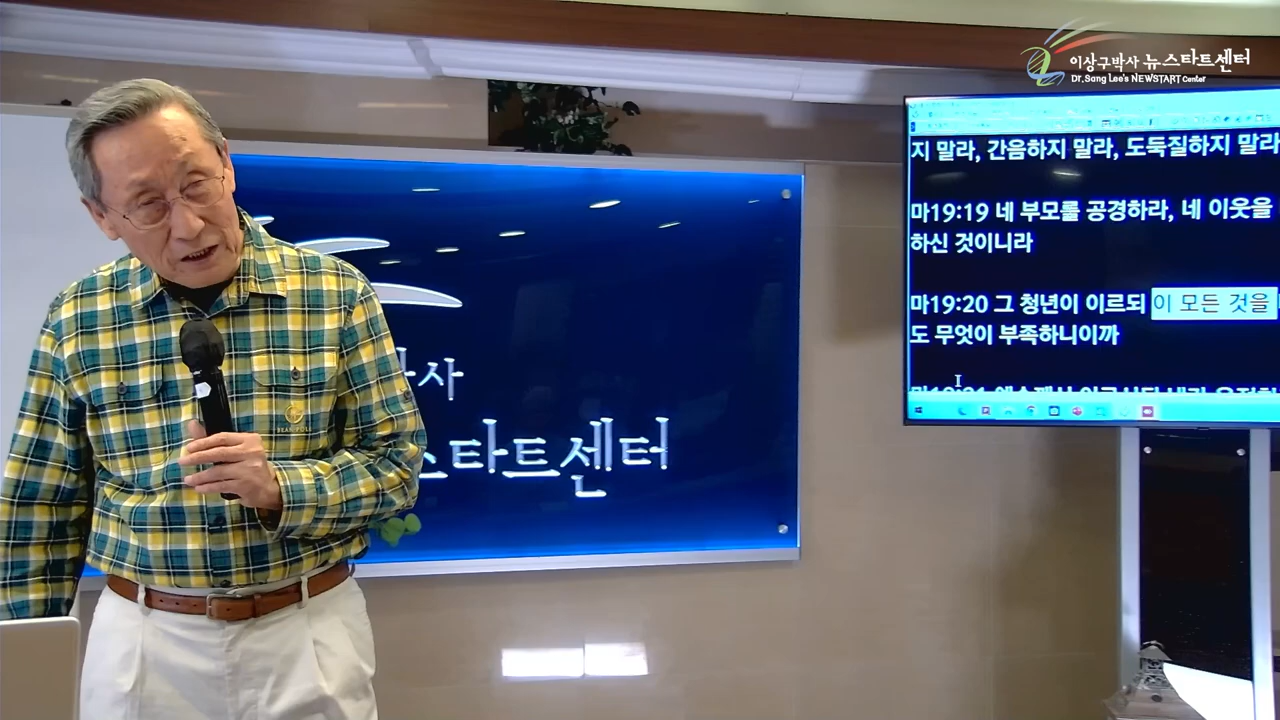 이상구박사 뉴스타트센터
Dr. Sang Lee's NEWSTART Center
지 말라, 간음하지 말라, 도둑질하지 말라
마19:19 네 부모를 공경하라, 네 이웃을
하신 것이니라
마19:20 그 청년이 이르되 이 모든 것을
도 무엇이 부족하니이까
사
스타트센터